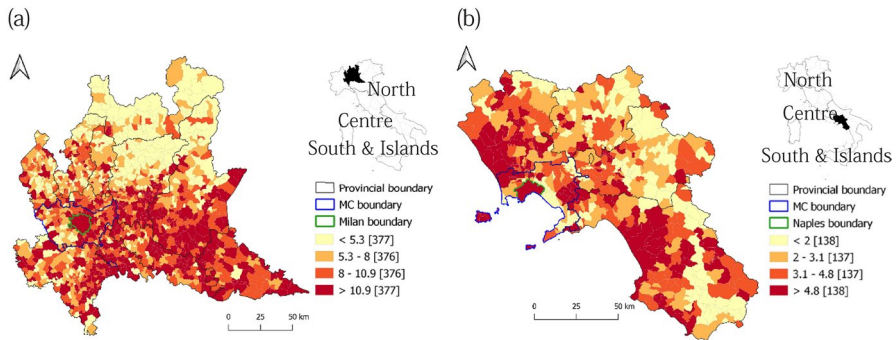 (a)
North
Centre
South & Islands
Provincial boundary
MC boundary
Milan boundary
< 5.3 [377]
5.3 - 8 [376]
8 - 10.9 [376]
> 10.9 [377]
0 25 50 km
(b)
North
Centre
South & Islands
Provincial boundary
MC boundary
Naples boundary
< 2 [138]
2 - 3.1 [137]
3.1 - 4.8 [137]
> 4.8 [138]
0 25 50 km